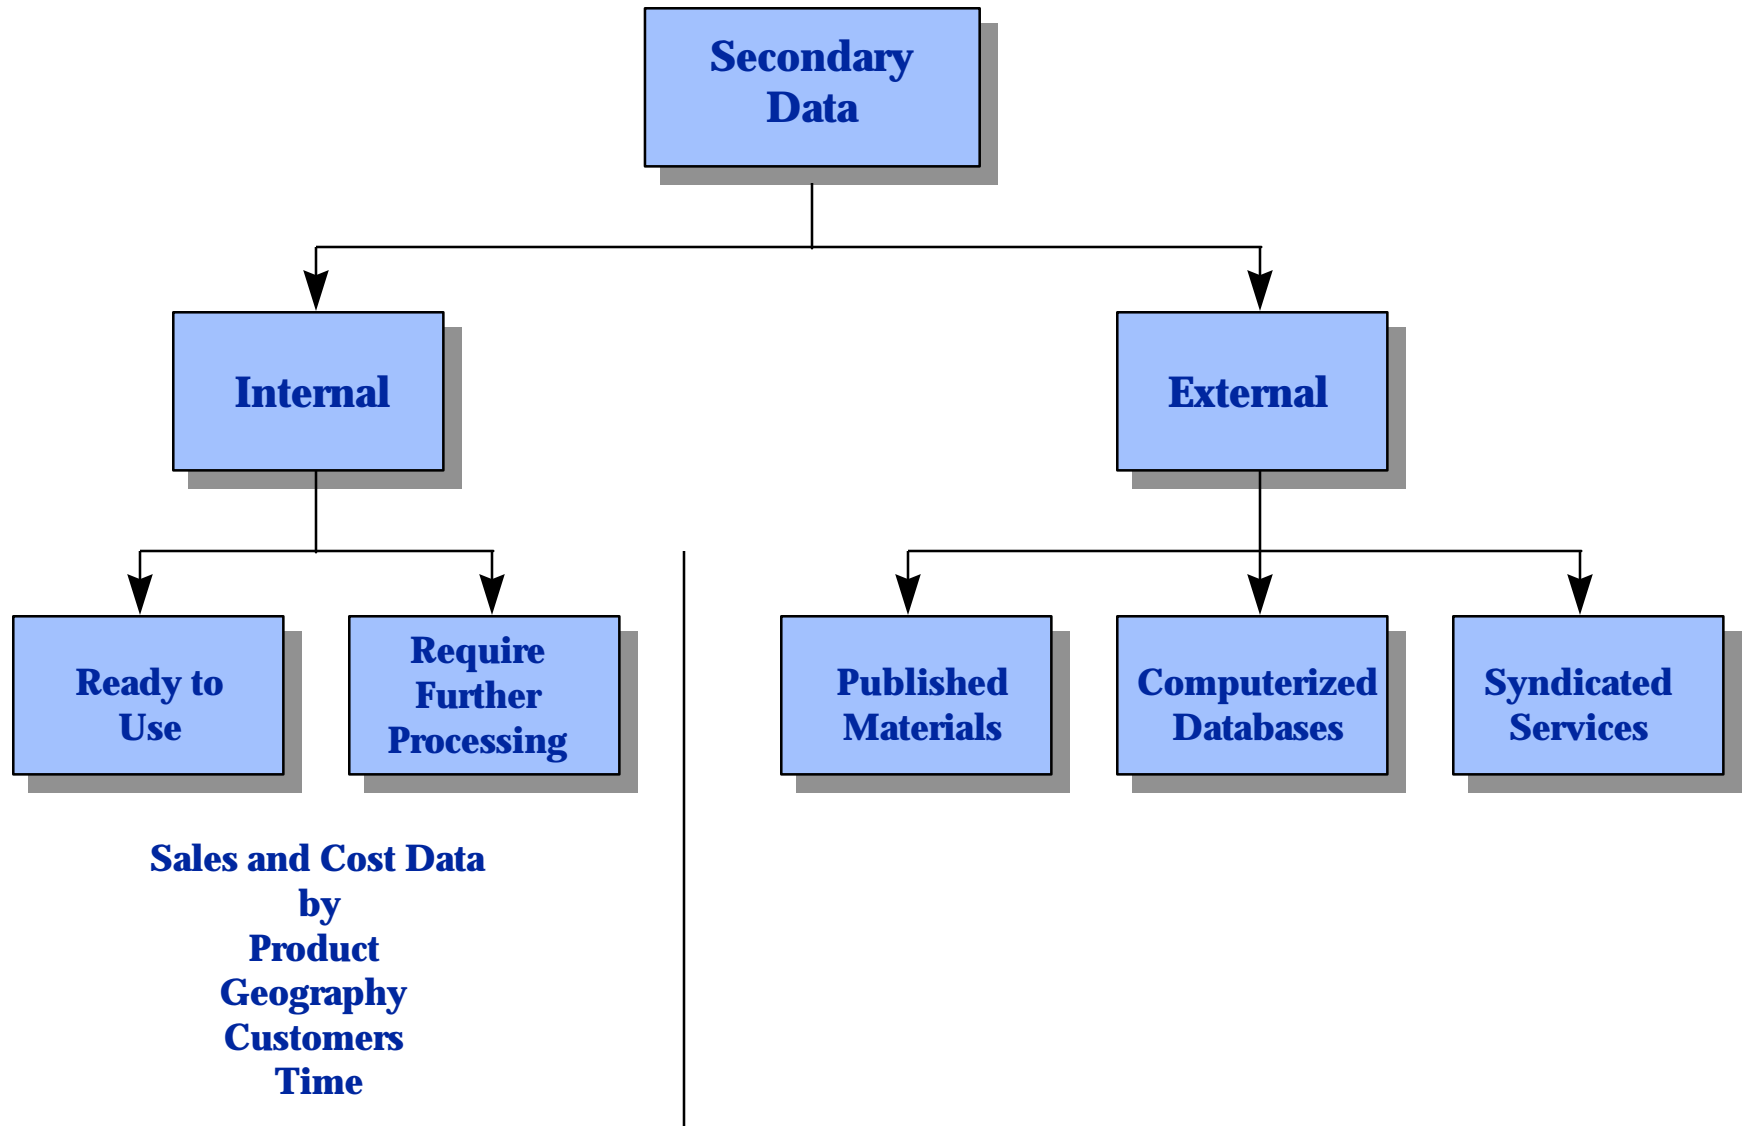 Secondary
Data
Internal
External
Ready to
Use
Require
Further
Processing
Published
Materials
Computerized
Databases
Syndicated
Services
Sales and Cost Data
by
Product
Geography
Customers
Time